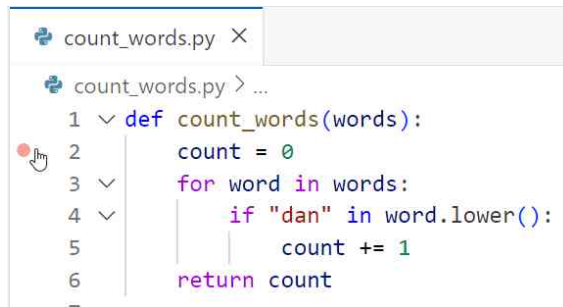 count_words.py
count_words.py > ...
1 def count_words(words):
2     count = 0
3     for word in words:
4         if "dan" in word.lower():
5             count += 1
6     return count